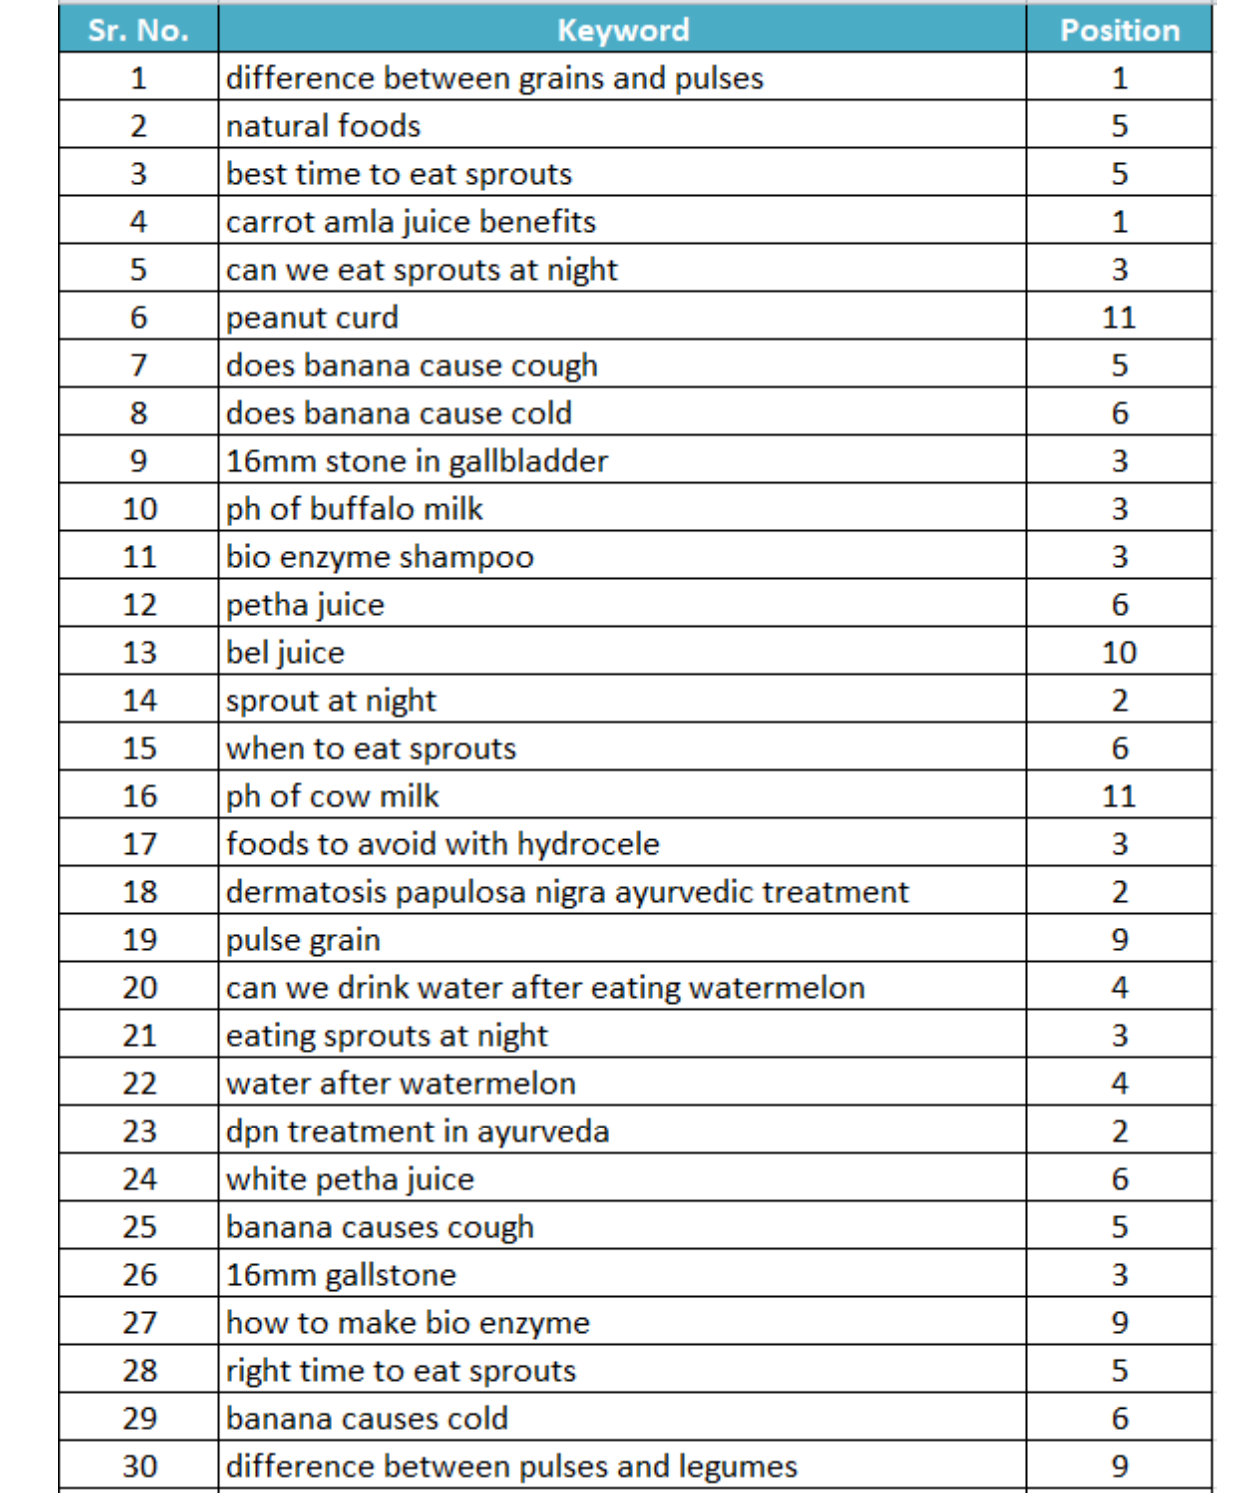 Sr. No. Keyword Position
1 difference between grains and pulses 1
2 natural foods 5
3 best time to eat sprouts 5
4 carrot amla juice benefits 1
5 can we eat sprouts at night 3
6 peanut curd 11
7 does banana cause cough 5
8 does banana cause cold 6
9 16mm stone in gallbladder 3
10 ph of buffalo milk 3
11 bio enzyme shampoo 3
12 petha juice 6
13 bel juice 10
14 sprout at night 2
15 when to eat sprouts 6
16 ph of cow milk 11
17 foods to avoid with hydrocele 3
18 dermatosis papulosa nigra ayurvedic treatment 2
19 pulse grain 9
20 can we drink water after eating watermelon 4
21 eating sprouts at night 3
22 water after watermelon 4
23 dpn treatment in ayurveda 2
24 white petha juice 6
25 banana causes cough 5
26 16mm gallstone 3
27 how to make bio enzyme 9
28 right time to eat sprouts 5
29 banana causes cold 6
30 difference between pulses and legumes 9